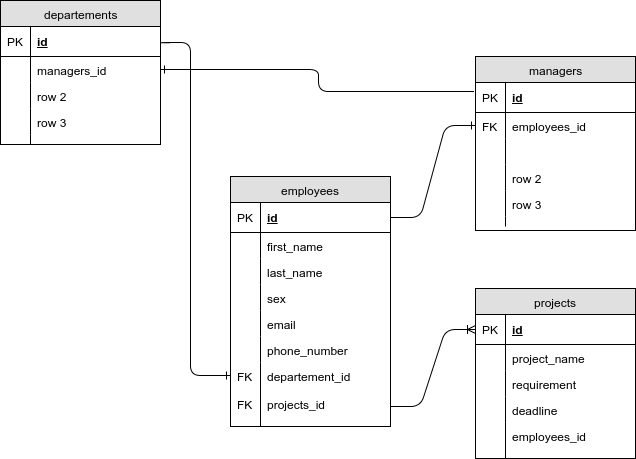 departements
PK id
managers_id
row 2
row 3
managers
PK id
FK employees_id
row 2
row 3
employees
PK id
first_name
last_name
sex
email
phone_number
FK departement_id
FK projects_id
projects
PK id
project_name
requirement
deadline
employees_id